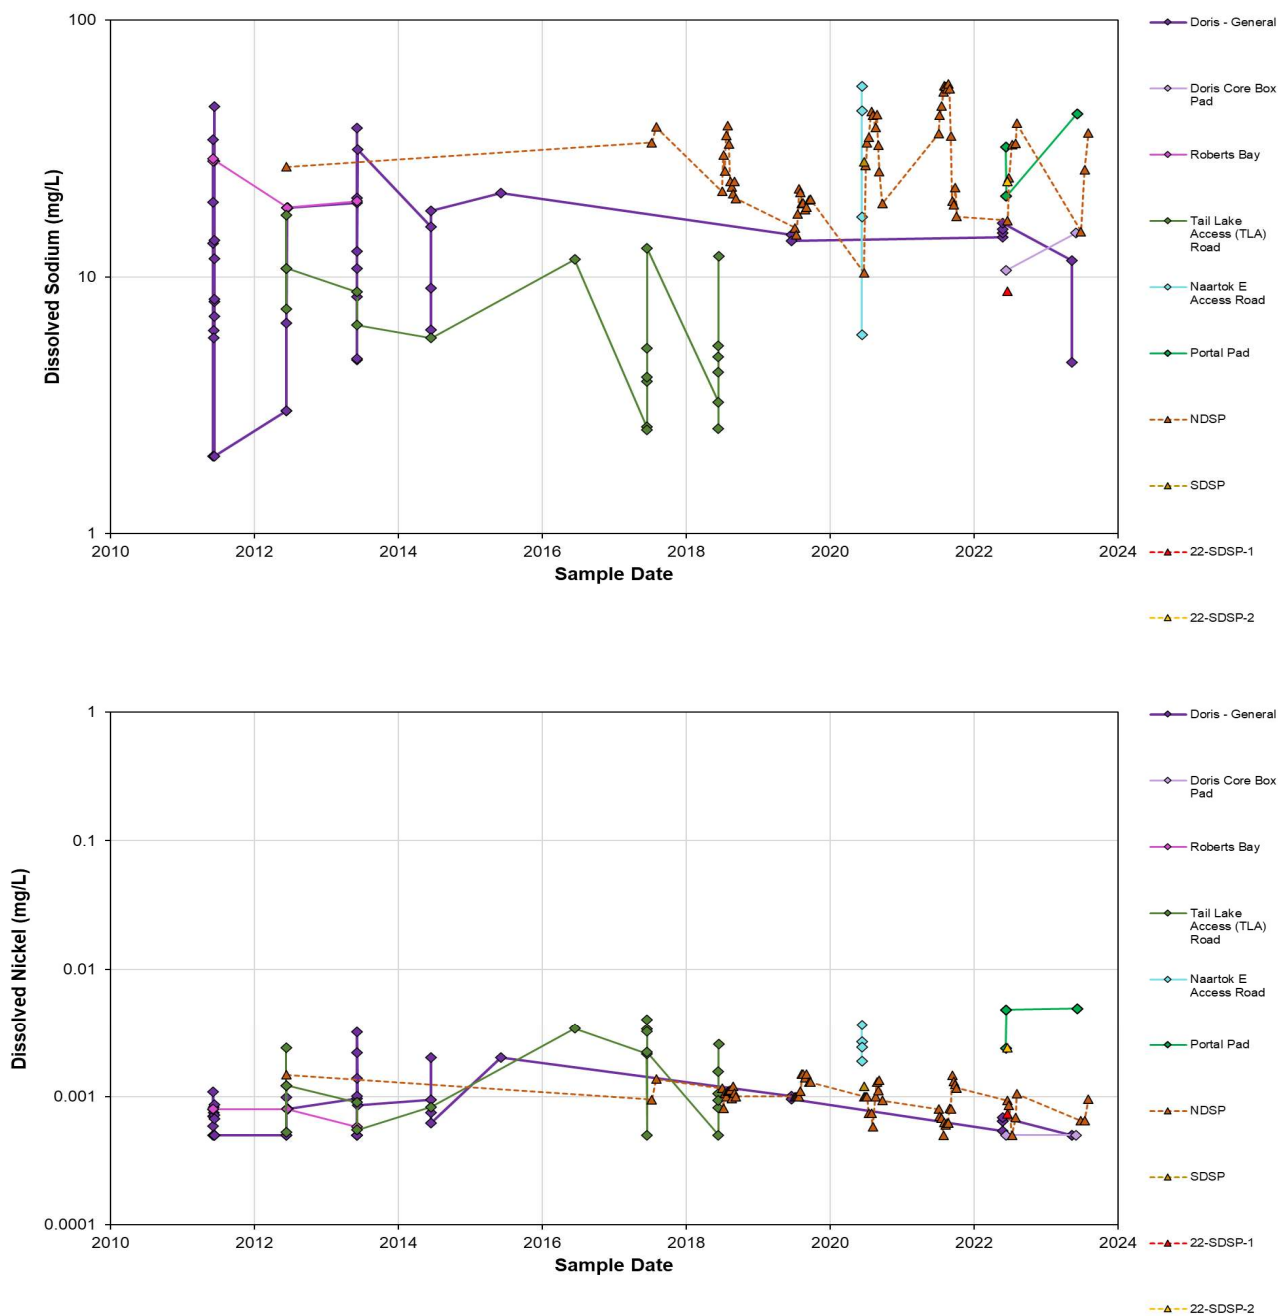 100
10
1
Dissolved Sodium (mg/L)
2010 2012 2014 2016 2018 2020 2022 2024
Sample Date
Doris - General
Doris Core Box
Pad
Roberts Bay
Tail Lake
Access (TLA)
Road
Naartok E
Access Road
Portal Pad
NDSP
SDSP
22-SDSP-1
22-SDSP-2
1
0.1
0.01
0.001
0.0001
Dissolved Nickel (mg/L)
2010 2012 2014 2016 2018 2020 2022 2024
Sample Date
Doris - General
Doris Core Box
Pad
Roberts Bay
Tail Lake
Access (TLA)
Road
Naartok E
Access Road
Portal Pad
NDSP
SDSP
22-SDSP-1
22-SDSP-2